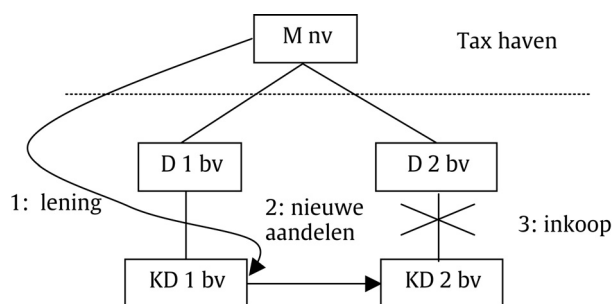 M nv
Tax haven
D 1 bv
D 2 bv
1: lening
2: nieuwe
aandelen
3: inkoop
KD 1 bv
KD 2 bv